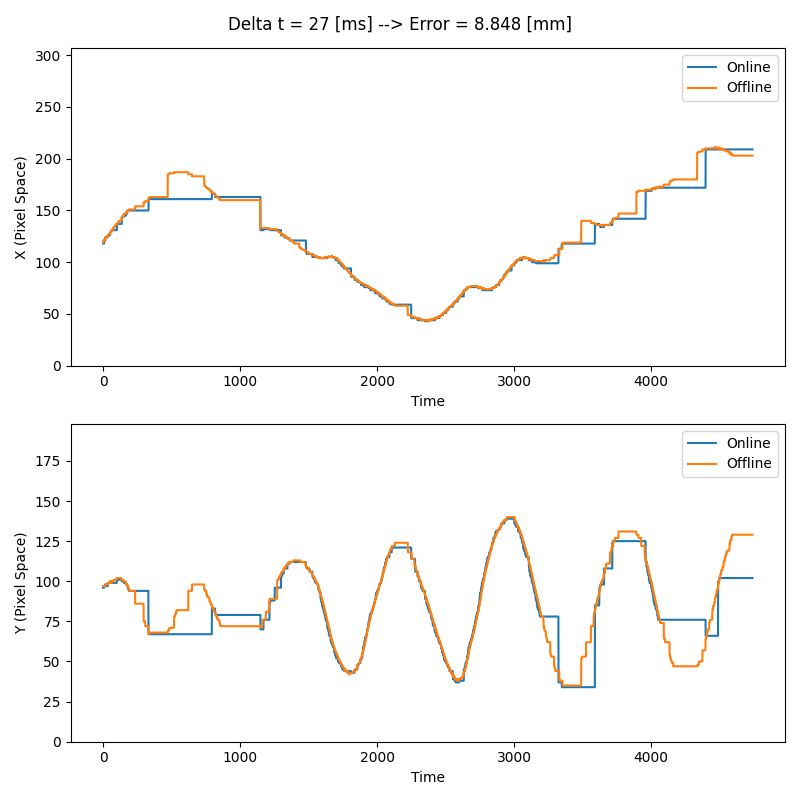 Delta t = 27 [ms] --> Error = 8.848 [mm]
300
250
200
150
100
50
0
X (Pixel Space)
Online
Offline
0
1000
2000
3000
4000
Time
175
150
125
100
75
50
25
0
Y (Pixel Space)
Online
Offline
0
1000
2000
3000
4000
Time